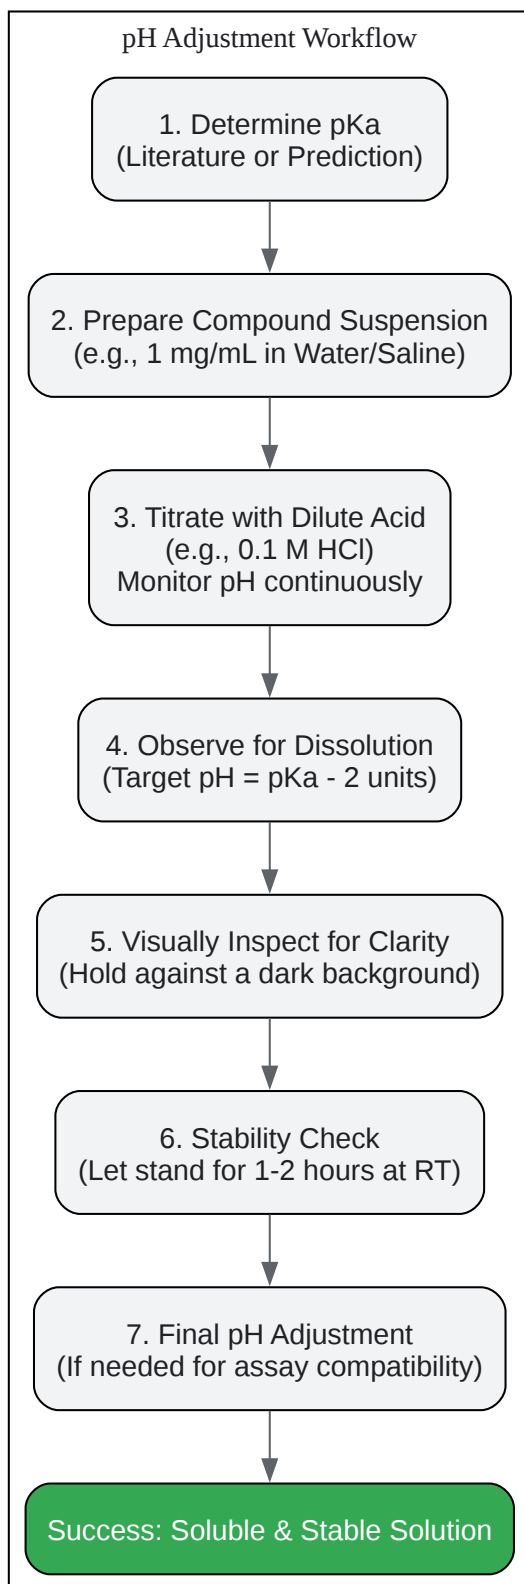 pH Adjustment Workflow
1. Determine pKa
(Literature or Prediction)
2. Prepare Compound Suspension
(e.g., 1 mg/mL in Water/Saline)
3. Titrate with Dilute Acid
(e.g., 0.1 M HCl)
Monitor pH continuously
4. Observe for Dissolution
(Target pH = pKa - 2 units)
5. Visually Inspect for Clarity
(Hold against a dark background)
6. Stability Check
(Let stand for 1-2 hours at RT)
7. Final pH Adjustment
(If needed for assay compatibility)
Success: Soluble & Stable Solution